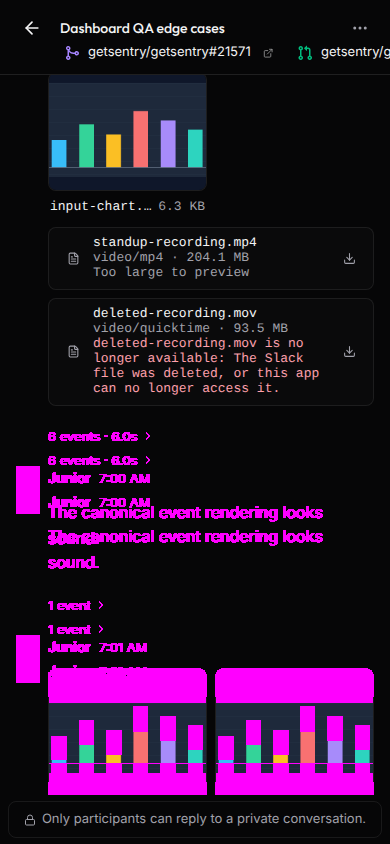 Dashboard QA edge cases
getsentry/getsentry#21571 getsentry/g
input-chart.… 6.3 KB
standup-recording.mp4
video/mp4 · 204.1 MB
Too large to preview
deleted-recording.mov
video/quicktime · 93.5 MB
deleted-recording.mov is no
longer available: The Slack
file was deleted, or this app
can no longer access it.
6 events · 6.0s
6 events · 6.0s
Junior 7:00 AM
Junior 7:00 AM
The canonical event rendering looks
The canonical event rendering looks
sound.
1 event
1 event
Junior 7:01 AM
Only participants can reply to a private conversation.